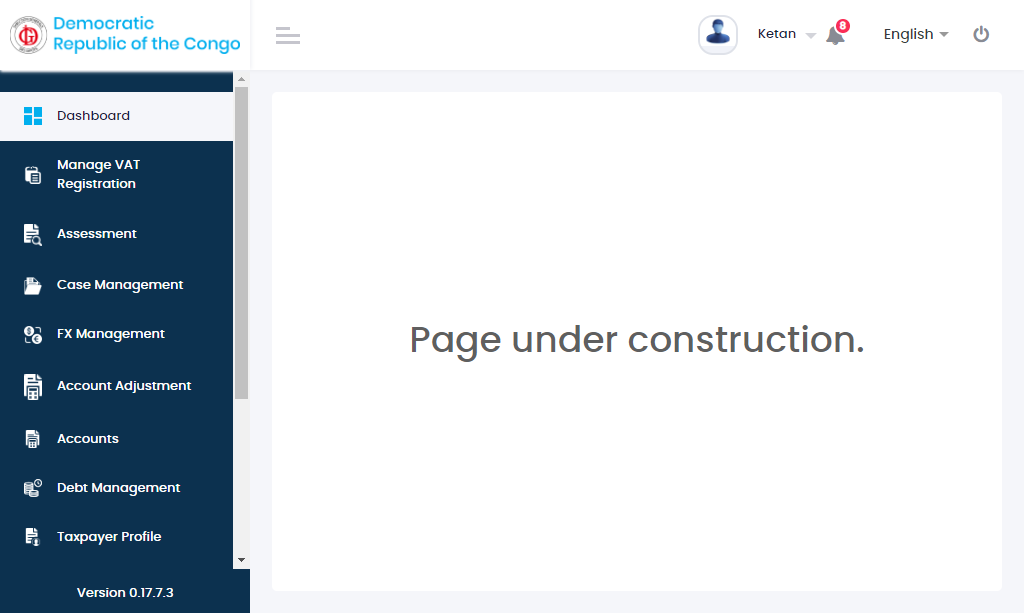 Democratic
Republic of the Congo
Ketan
8
English
Dashboard
Manage VAT
Registration
Assessment
Case Management
FX Management
Account Adjustment
Accounts
Debt Management
Taxpayer Profile
Version 0.17.7.3
Page under construction.